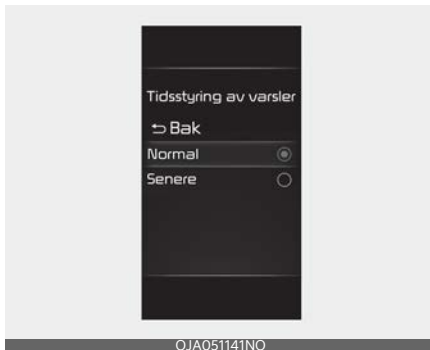 Tidsstyring av varsler
Bak
Normal
Senere
OJA051141NO